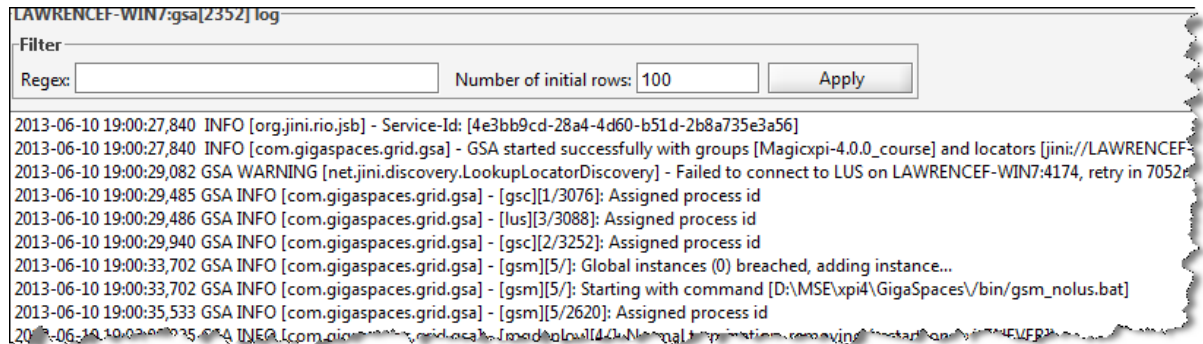 LAWRENCEF-WIN7:gsa[2352] log
Filter
Regex: Number of initial rows: 100 Apply
2013-06-10 19:00:27,840 INFO [org.jini.rio.jsb] - Service-Id: [4e3bb9cd-28a4-4d60-b51d-2b8a735e3a56]
2013-06-10 19:00:27,840 INFO [com.gigaspaces.grid.gsa] - GSA started successfully with groups [Magicxpi-4.0.0_course] and locators [jini://LAWRENCEF-
2013-06-10 19:00:29,082 GSA WARNING [net.jini.discovery.LookupLocatorDiscovery] - Failed to connect to LUS on LAWRENCEF-WIN7:4174, retry in 7052
2013-06-10 19:00:29,485 GSA INFO [com.gigaspaces.grid.gsa] - [gsc][1/3076]: Assigned process id
2013-06-10 19:00:29,486 GSA INFO [com.gigaspaces.grid.gsa] - [lus][3/3088]: Assigned process id
2013-06-10 19:00:29,940 GSA INFO [com.gigaspaces.grid.gsa] - [gsc][2/3252]: Assigned process id
2013-06-10 19:00:33,702 GSA INFO [com.gigaspaces.grid.gsa] - [gsm][5/]: Global instances (0) breached, adding instance...
2013-06-10 19:00:33,702 GSA INFO [com.gigaspaces.grid.gsa] - [gsm][5/]: Starting with command [D:\MSE\xpi4\GigaSpaces\/bin/gsm_nolus.bat]
2013-06-10 19:00:35,533 GSA INFO [com.gigaspaces.grid.gsa] - [gsm][5/2620]: Assigned process id
GSA INFO termination, removing